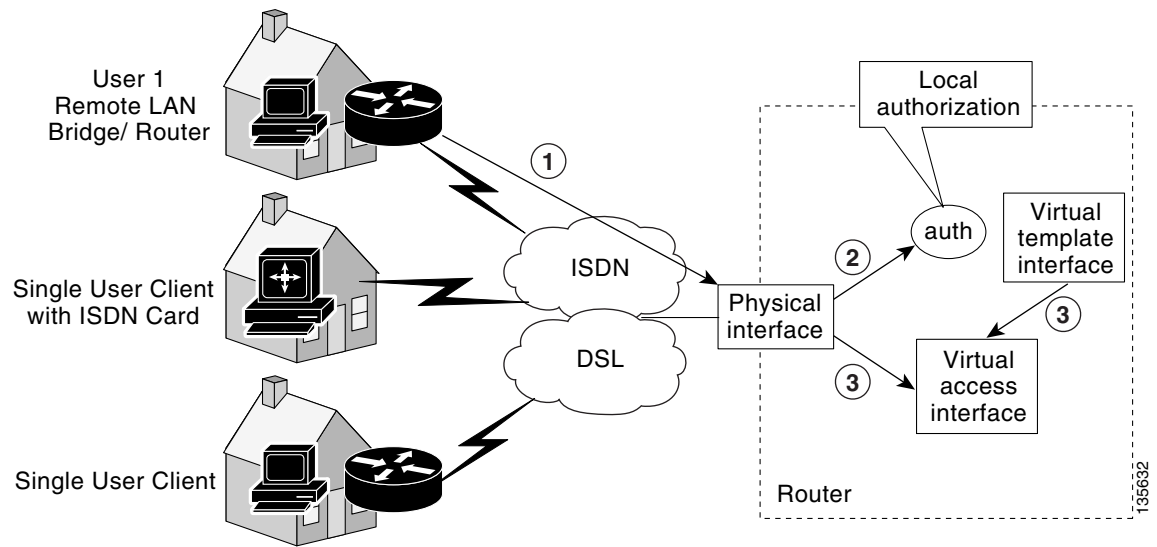 User 1
Remote LAN
Bridge/ Router
Single User Client
with ISDN Card
Single User Client
1
ISDN
DSL
Physical
interface
2
3
Local
authorization
auth
Virtual
template
interface
3
Virtual
access
interface
Router
135632